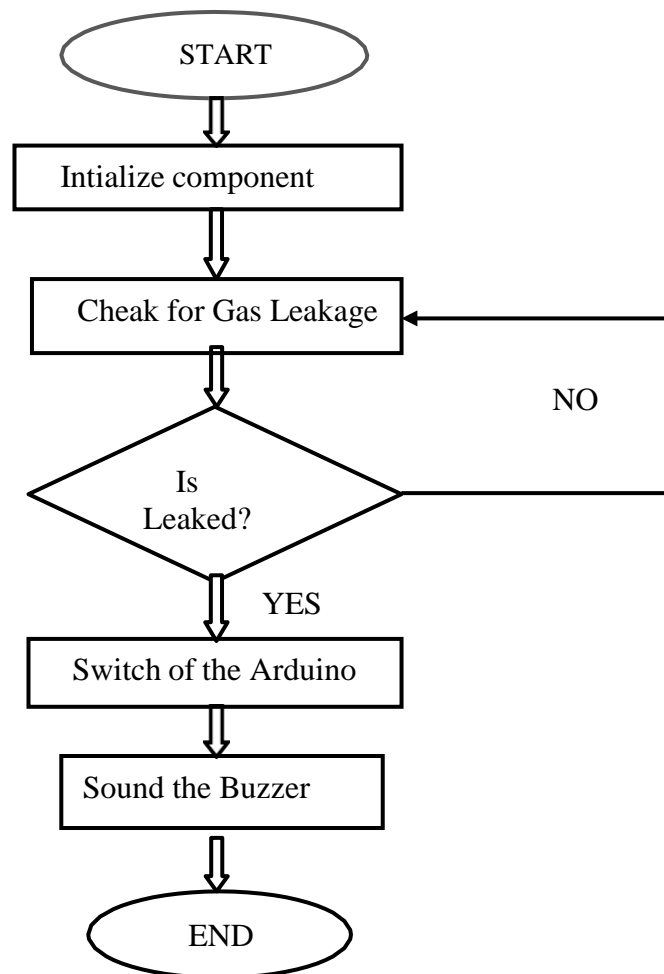 START
Intialize component
Cheak for Gas Leakage
NO
Is
Leaked?
YES
Switch of the Arduino
Sound the Buzzer
END